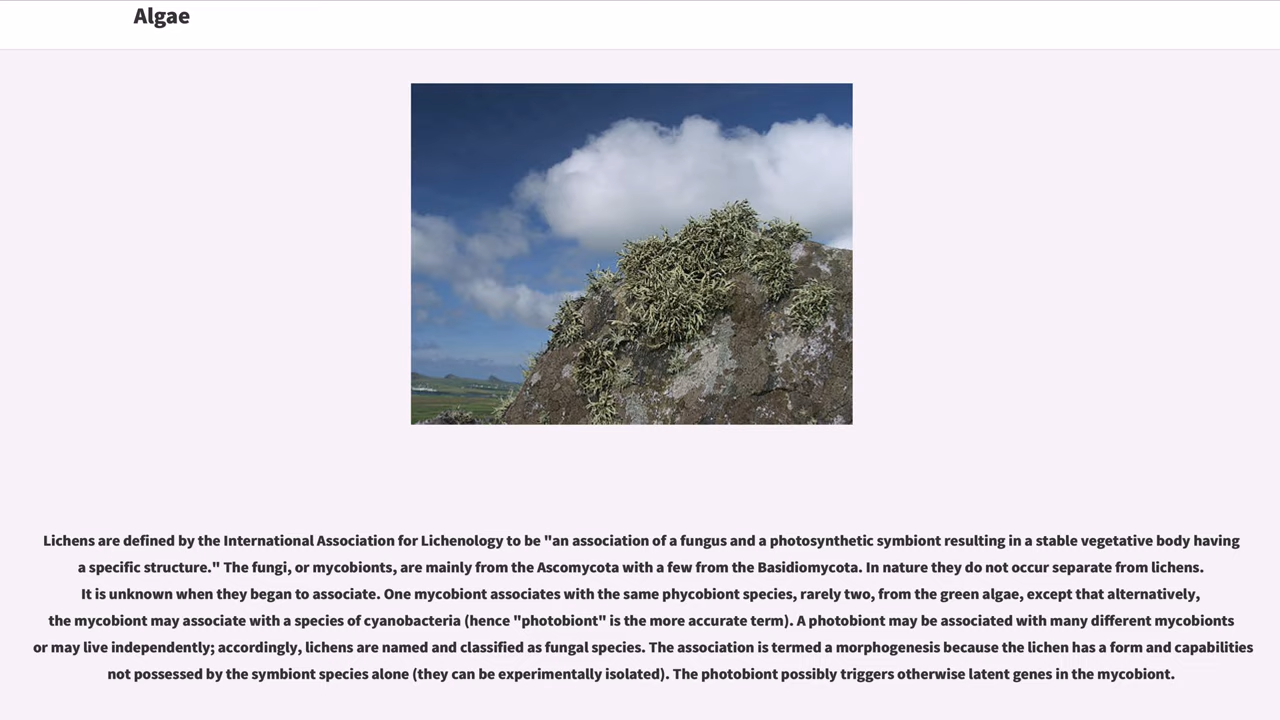 Algae
Lichens are defined by the International Association for Lichenology to be "an association of a fungus and a photosynthetic symbiont resulting in a stable vegetative body having
a specific structure." The fungi, or mycobionts, are mainly from the Ascomycota with a few from the Basidiomycota. In nature they do not occur separate from lichens.
It is unknown when they began to associate. One mycobiont associates with the same phycobiont species, rarely two, from the green algae, except that alternatively,
the mycobiont may associate with a species of cyanobacteria (hence "photobiont" is the more accurate term). A photobiont may be associated with many different mycobionts
or may live independently; accordingly, lichens are named and classified as fungal species. The association is termed a morphogenesis because the lichen has a form and capabilities
not possessed by the symbiont species alone (they can be experimentally isolated). The photobiont possibly triggers otherwise latent genes in the mycobiont.